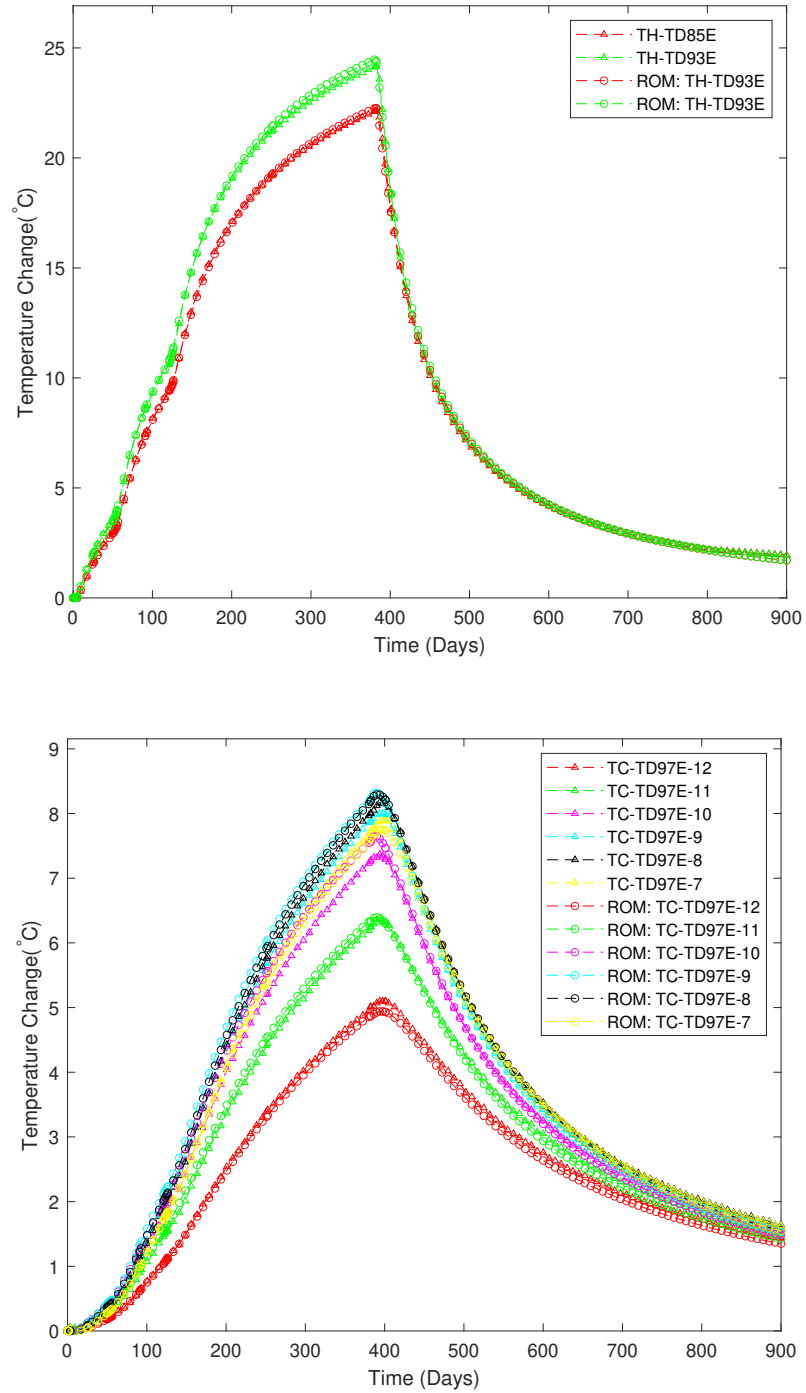 25
20
15
10
5
0
Temperature Change(°C)
TH-TD85E
TH-TD93E
ROM: TH-TD93E
ROM: TH-TD93E
0 100 200 300 400 500 600 700 800 900
Time (Days)
9
8
7
6
5
4
3
2
1
0
Temperature Change(°C)
TC-TD97E-12
TC-TD97E-11
TC-TD97E-10
TC-TD97E-9
TC-TD97E-8
TC-TD97E-7
ROM: TC-TD97E-12
ROM: TC-TD97E-11
ROM: TC-TD97E-10
ROM: TC-TD97E-9
ROM: TC-TD97E-8
ROM: TC-TD97E-7
0 100 200 300 400 500 600 700 800 900
Time (Days)